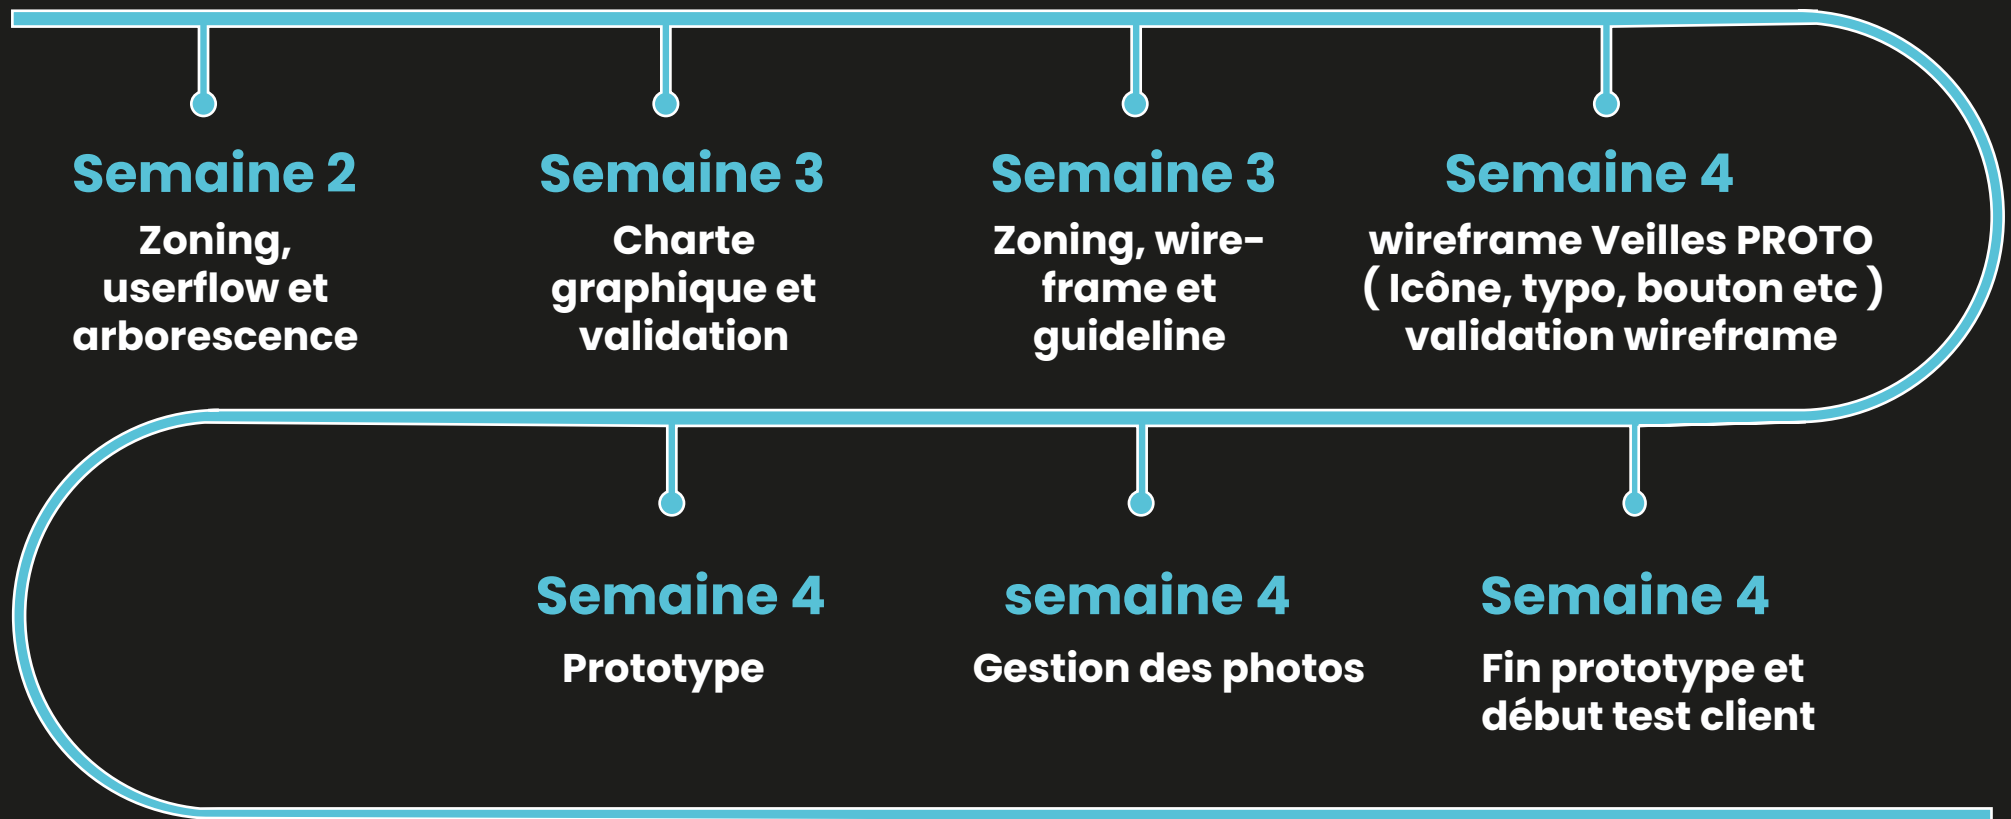 Semaine 2
Zoning,
userflow et
arborescence
Semaine 3
Charte
graphique et
validation
Semaine 3
Zoning, wire-
frame et
guideline
Semaine 4
wireframe Veilles PROTO
( Icône, typo, bouton etc )
validation wireframe
Semaine 4
Prototype
semaine 4
Gestion des photos
Semaine 4
Fin prototype et
début test client